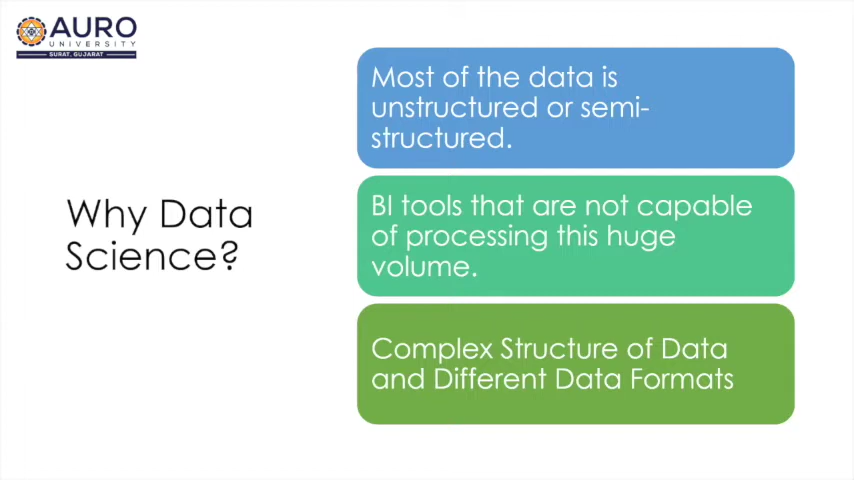 AURO
UNIVERSITY
SURAT, GUJARAT
Why Data
Science?
Most of the data is
unstructured or semi-
structured.
BI tools that are not capable
of processing this huge
volume.
Complex Structure of Data
and Different Data Formats